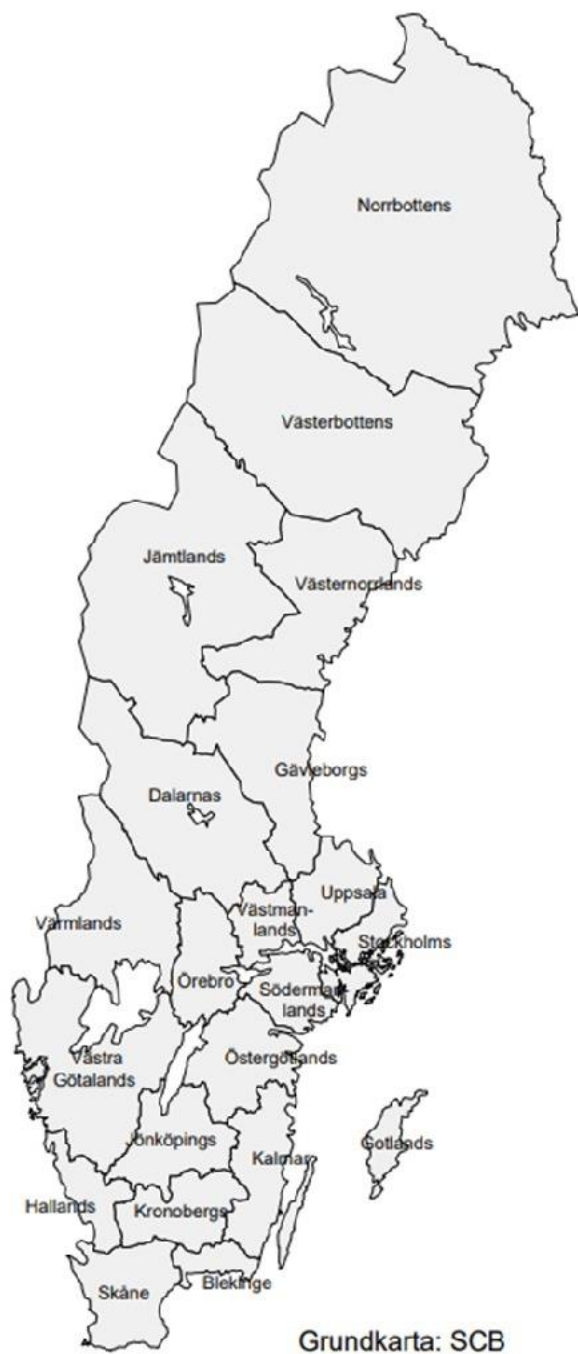 Norrbottens
Västerbottens
Jämtlands
Västernorrlands
Gävleborgs
Dalarnas
Uppsala
Värmlands
Västman-
lands
Stockholms
Örebro
Söderman-
lands
Västra
Götalands
Östergötlands
Jönköpings
Kalmar
Gotlands
Hallands
Kronobergs
Blekinge
Skåne
Grundkarta: SCB